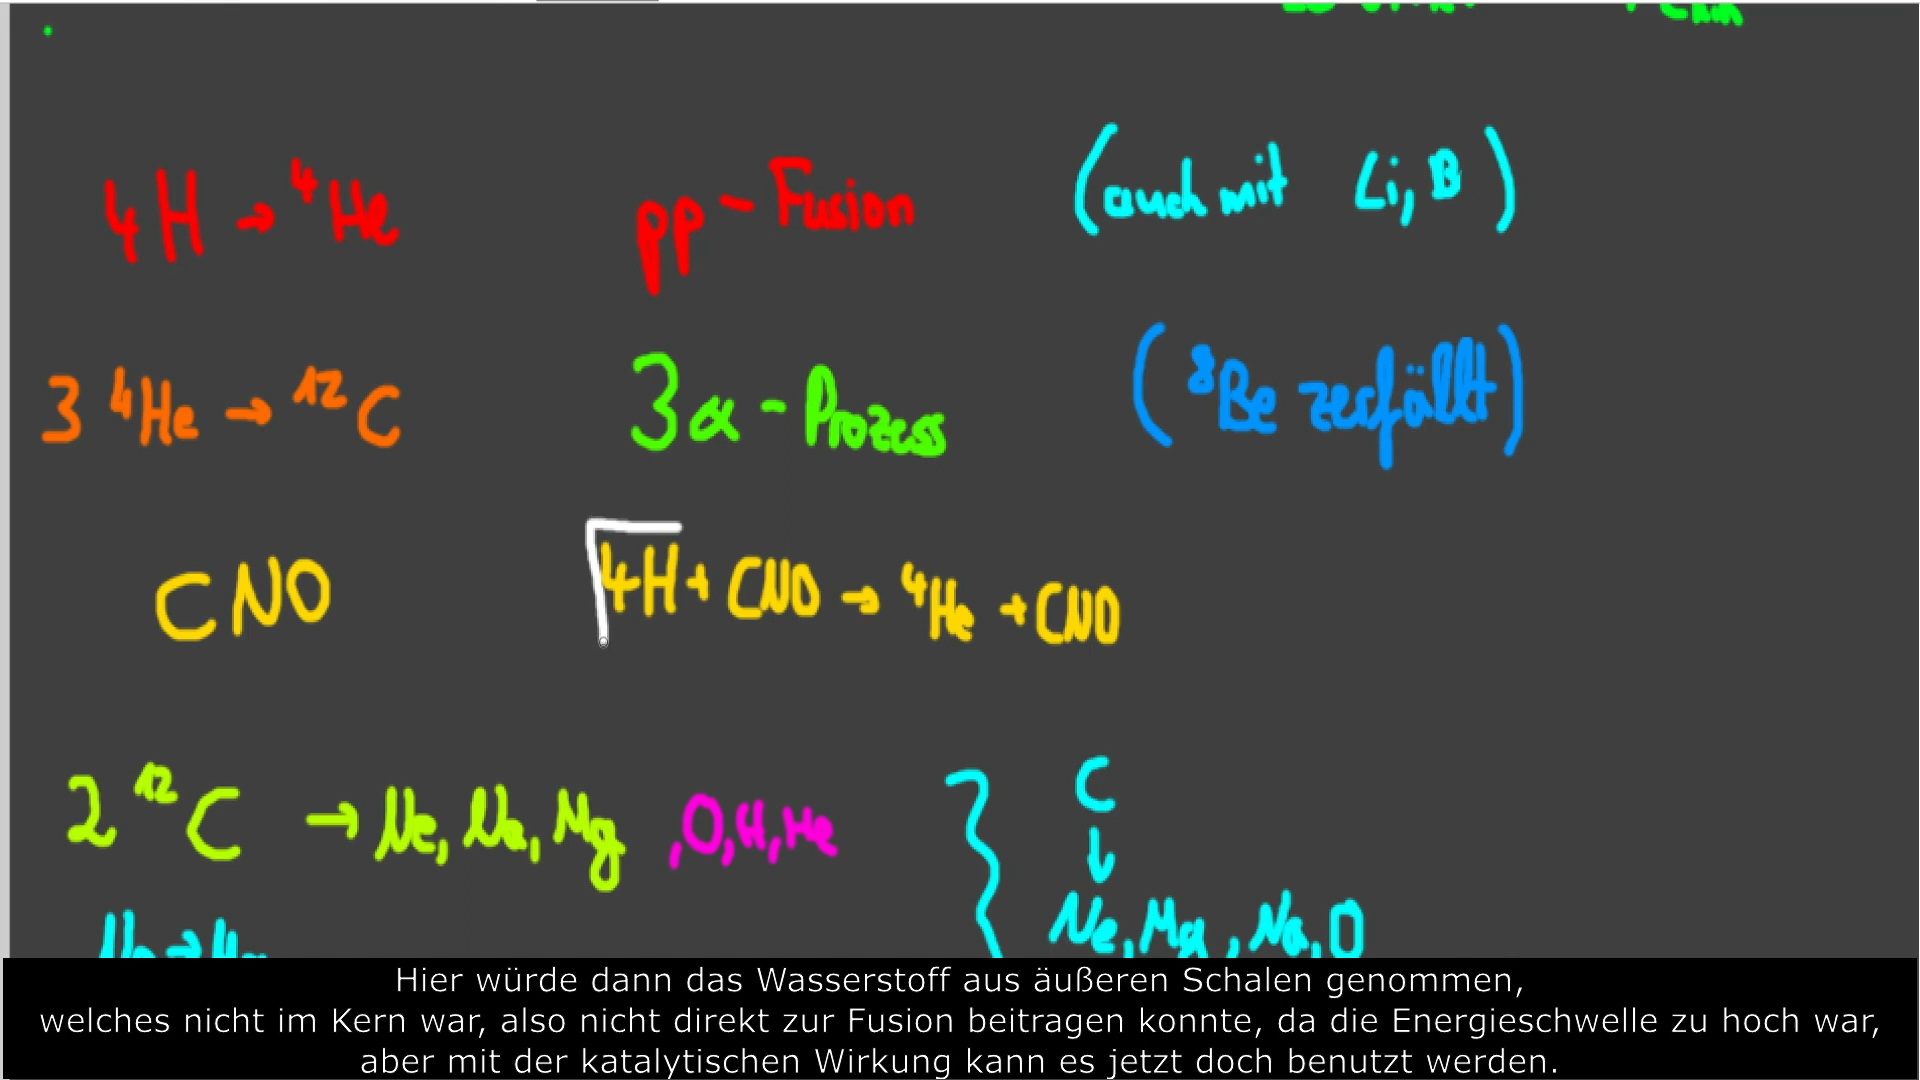 4H → ⁴He pp - Fusion (auch mit Li, B)
3 ⁴He → ¹²C 3α - Prozess (⁸Be zerfällt)
CNO 4H + CNO → ⁴He + CNO
2 ¹²C → Ne, Na, Mg ,O,H,He
C
↓
Ne, Mg, Na, O
Hier würde dann das Wasserstoff aus äußeren Schalen genommen,
welches nicht im Kern war, also nicht direkt zur Fusion beitragen konnte, da die Energieschwelle zu hoch war,
aber mit der katalytischen Wirkung kann es jetzt doch benutzt werden.